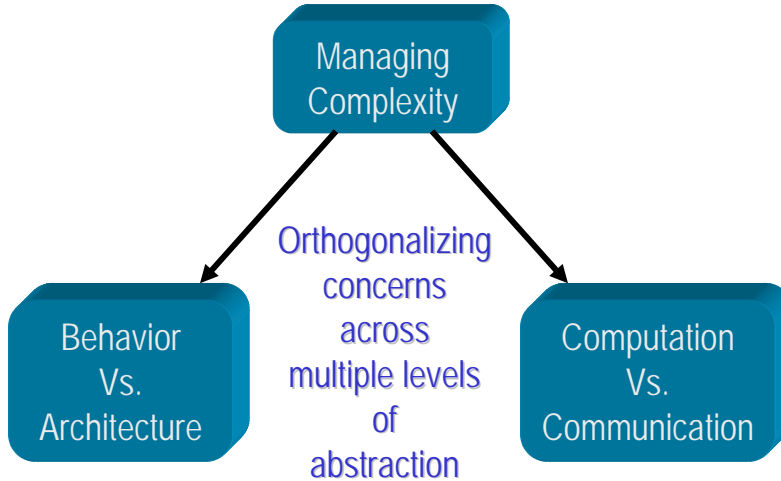 Managing
Complexity
Orthogonalizing
concerns
across
multiple levels
of
abstraction
Behavior
Vs.
Architecture
Computation
Vs.
Communication